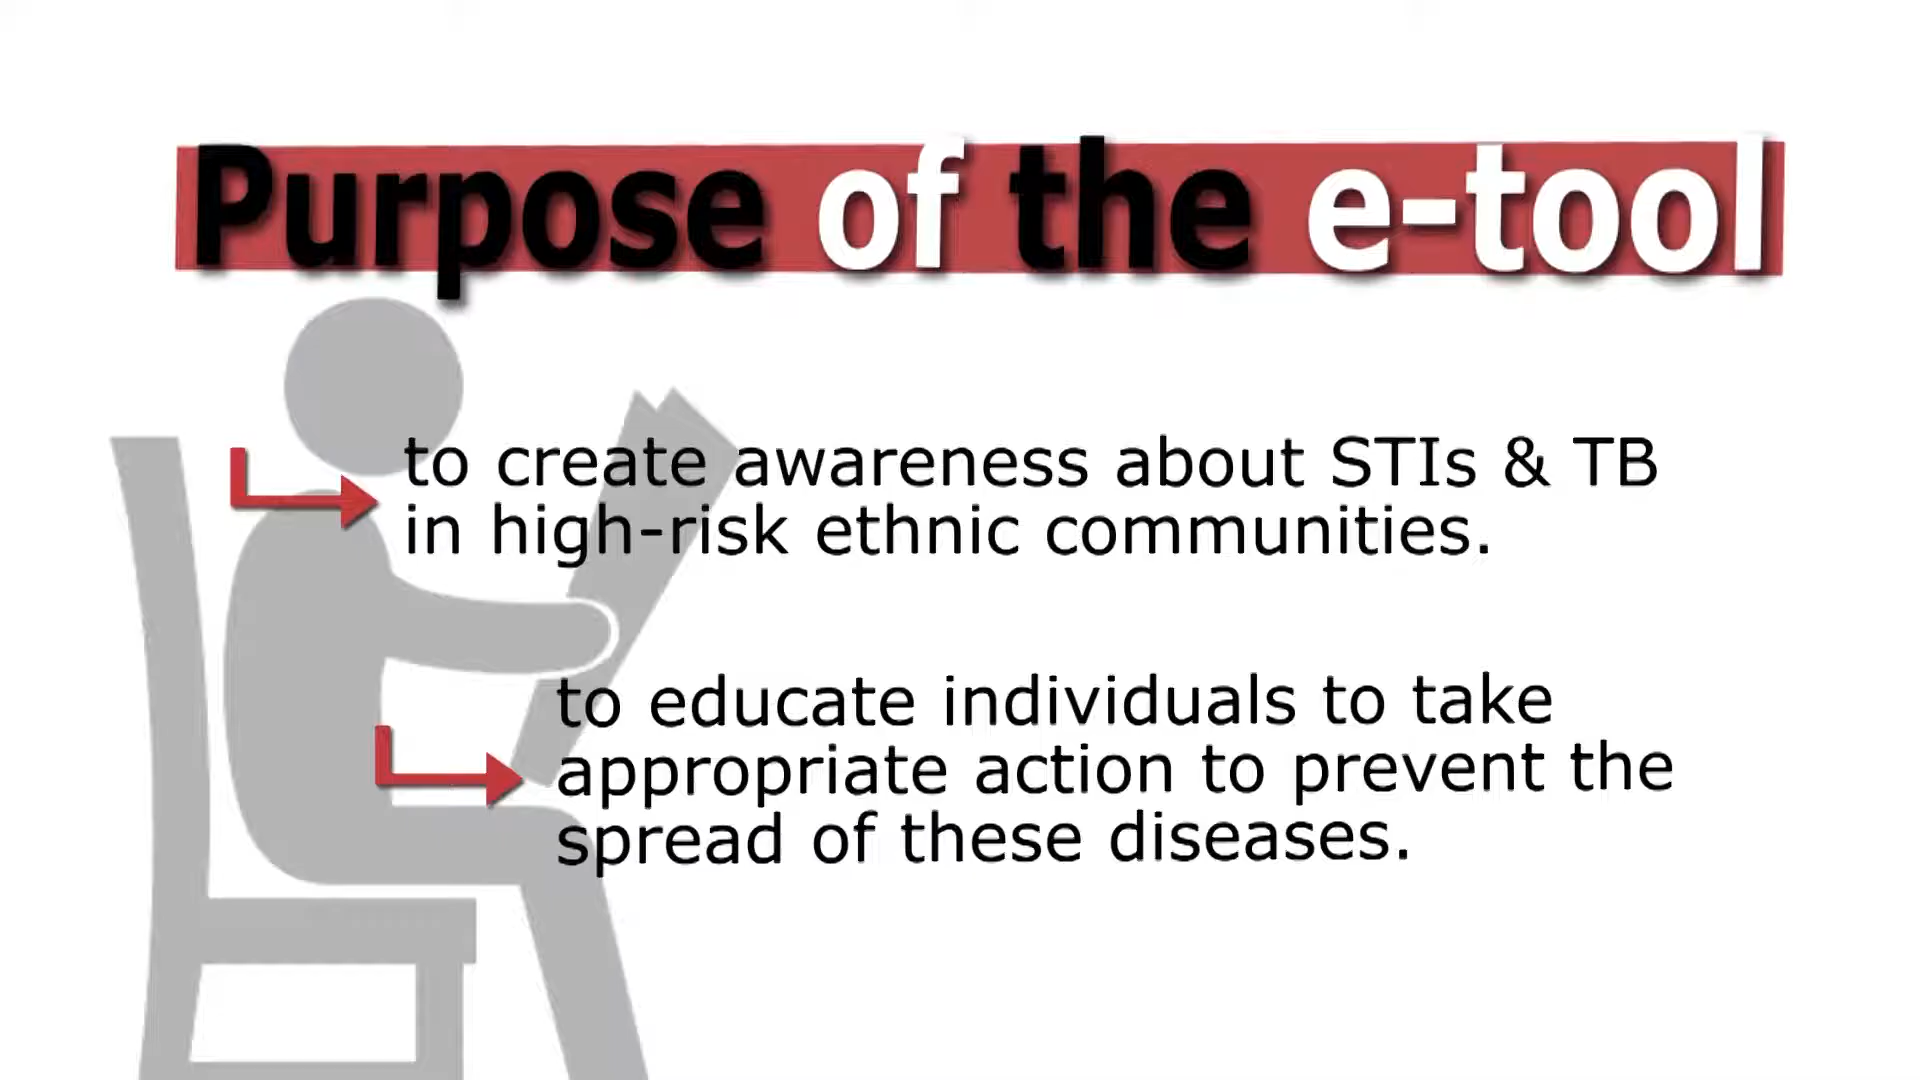 Purpose of the e-tool
to create awareness about STIs & TB
in high-risk ethnic communities.
to educate individuals to take
appropriate action to prevent the
spread of these diseases.